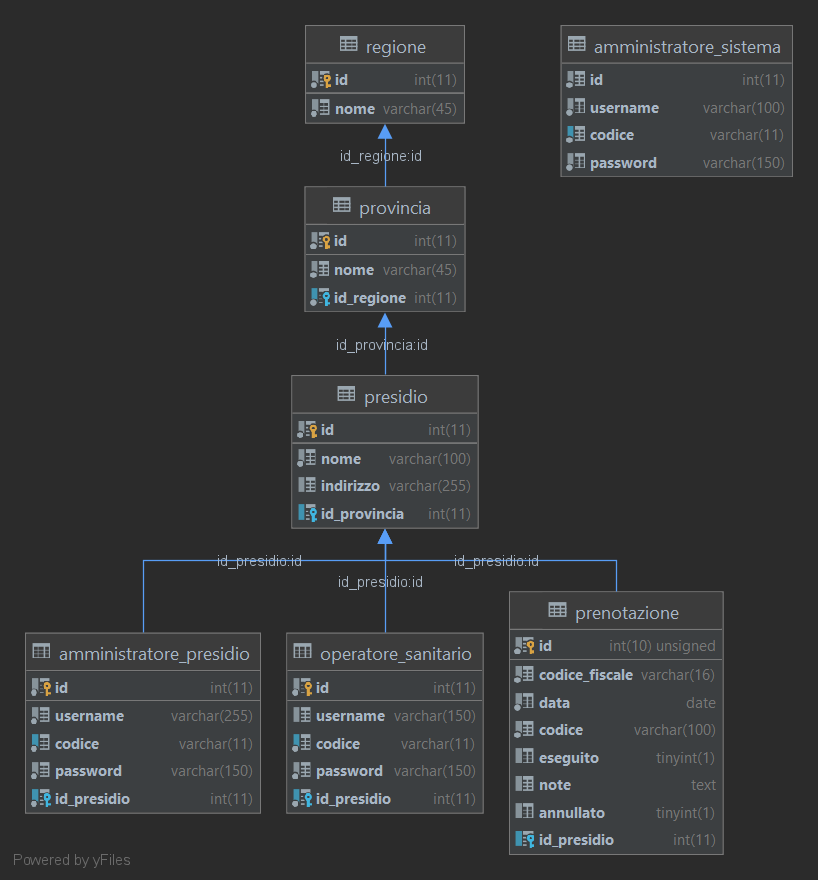 regione
id int(11)
nome varchar(45)
amministratore_sistema
id int(11)
username varchar(100)
codice varchar(11)
password varchar(150)
id_regione:id
provincia
id int(11)
nome varchar(45)
id_regione int(11)
id_provincia:id
presidio
id int(11)
nome varchar(100)
indirizzo varchar(255)
id_provincia int(11)
id_presidio:id
id_presidio:id
id_presidio:id
amministratore_presidio
id int(11)
username varchar(255)
codice varchar(11)
password varchar(150)
id_presidio int(11)
operatore_sanitario
id int(11)
username varchar(150)
codice varchar(11)
password varchar(150)
id_presidio int(11)
prenotazione
id int(10) unsigned
codice_fiscale varchar(16)
data date
codice varchar(100)
eseguito tinyint(1)
note text
annullato tinyint(1)
id_presidio int(11)
Powered by yFiles